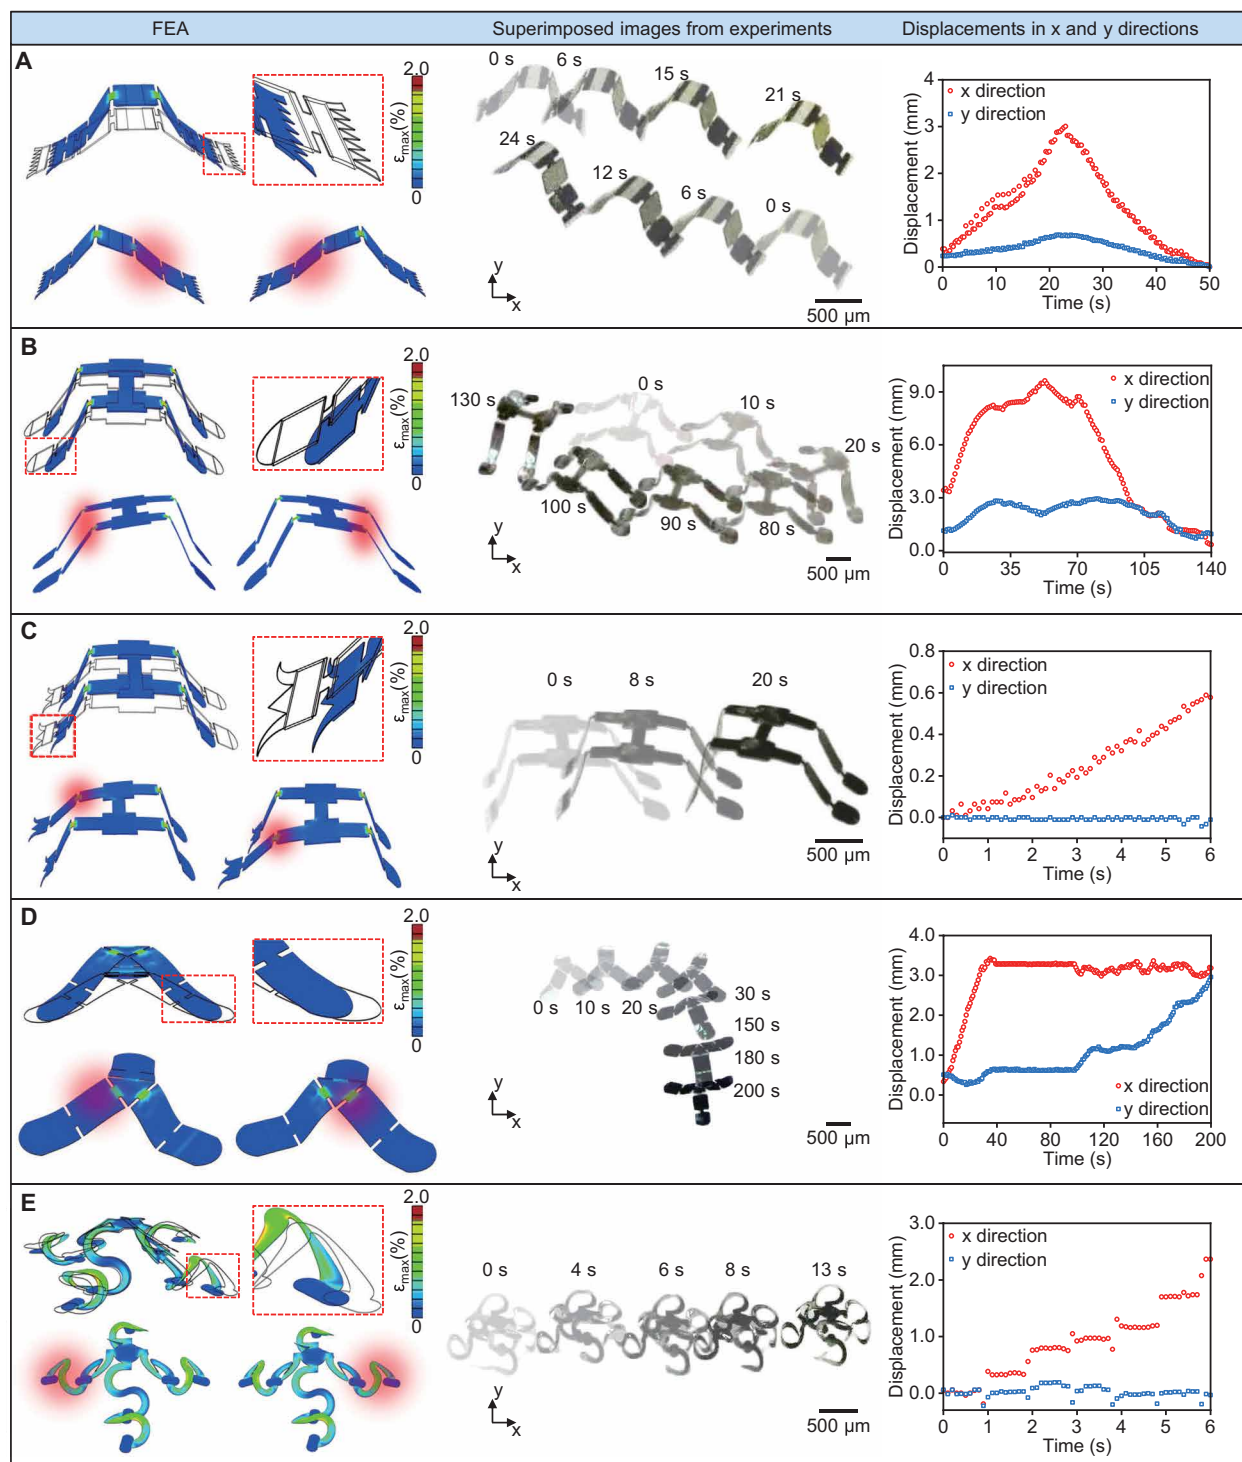 FEA
Superimposed images from experiments
Displacements in x and y directions
A
2.0
εmax(%)
0
0 s
6 s
15 s
21 s
24 s
12 s
6 s
0 s
y
x
500 µm
4
3
2
1
0
Displacement (mm)
x direction
y direction
0 10 20 30 40 50
Time (s)
B
2.0
εmax(%)
0
130 s
0 s
10 s
20 s
100 s
90 s
80 s
y
x
500 µm
9.0
6.0
3.0
0.0
Displacement (mm)
x direction
y direction
0 35 70 105 140
Time (s)
C
2.0
εmax(%)
0
0 s
8 s
20 s
y
x
500 µm
0.8
0.6
0.4
0.2
0.0
Displacement (mm)
x direction
y direction
0 1 2 3 4 5 6
Time (s)
D
2.0
εmax(%)
0
0 s
10 s
20 s
30 s
150 s
180 s
200 s
y
x
500 µm
4.0
3.0
2.0
1.0
0.0
Displacement (mm)
x direction
y direction
0 40 80 120 160 200
Time (s)
E
2.0
εmax(%)
0
0 s
4 s
6 s
8 s
13 s
y
x
500 µm
3.0
2.0
1.0
0.0
Displacement (mm)
x direction
y direction
0 1 2 3 4 5 6
Time (s)